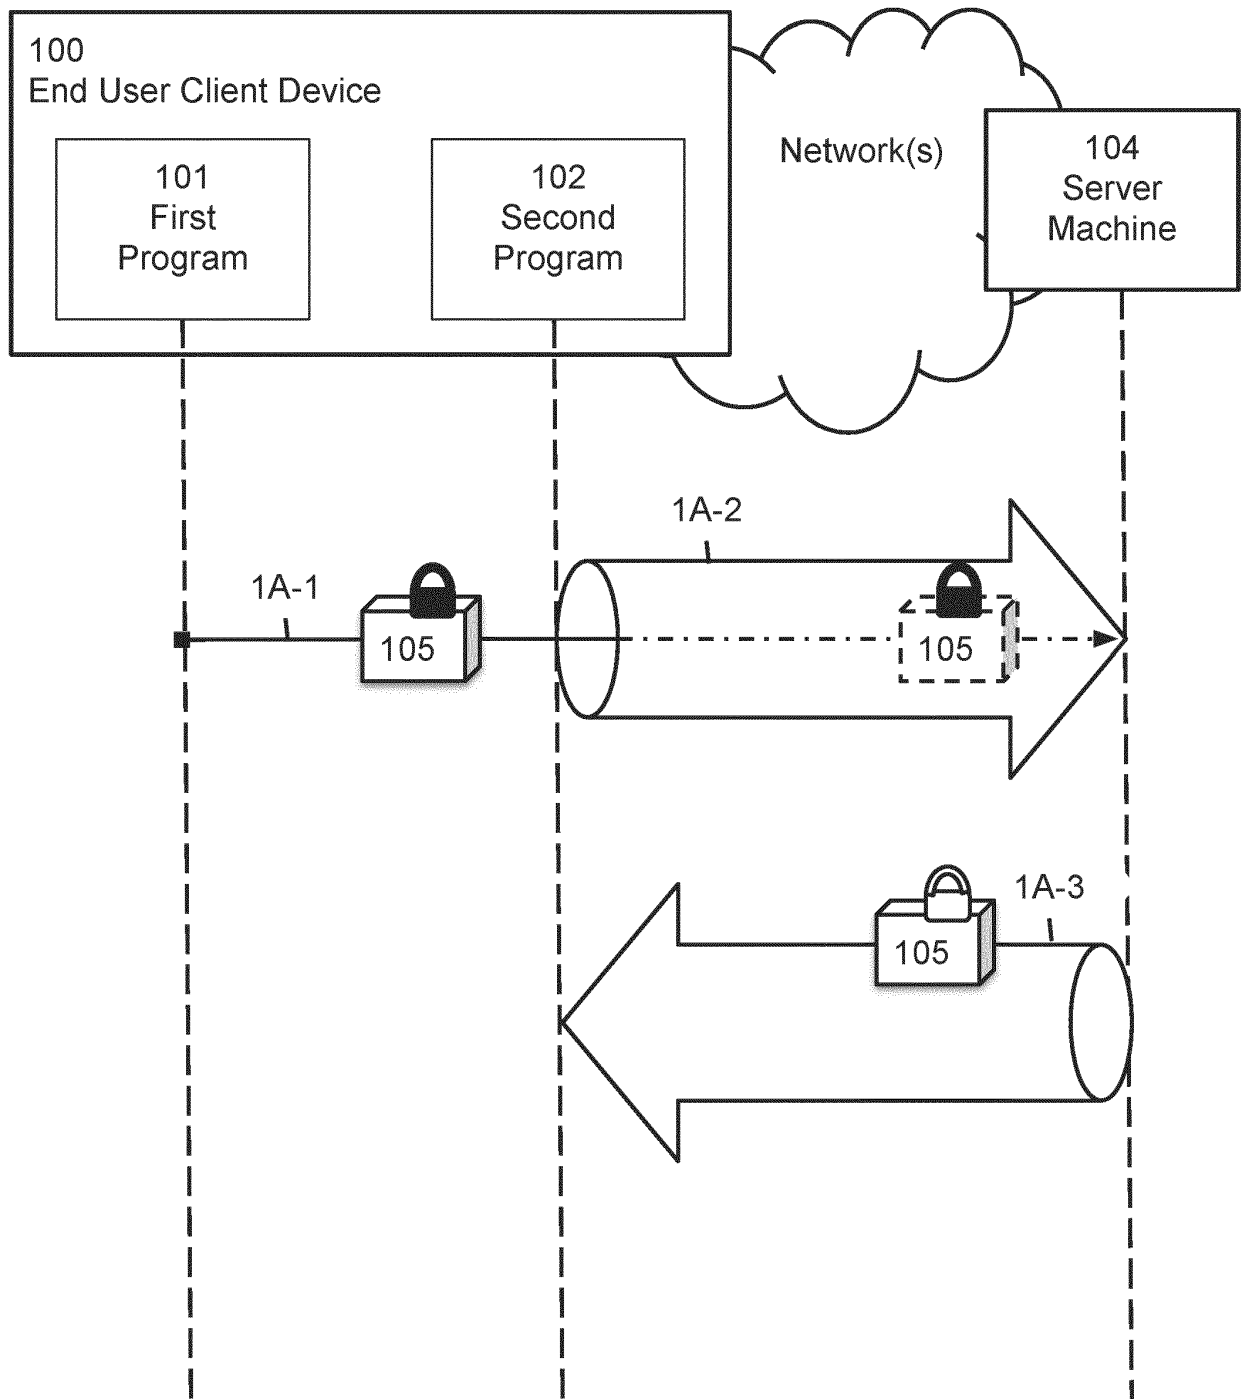 100
End User Client Device
101
First
Program
102
Second
Program
Network(s)
104
Server
Machine
1A-2
1A-1
105
105
1A-3
105